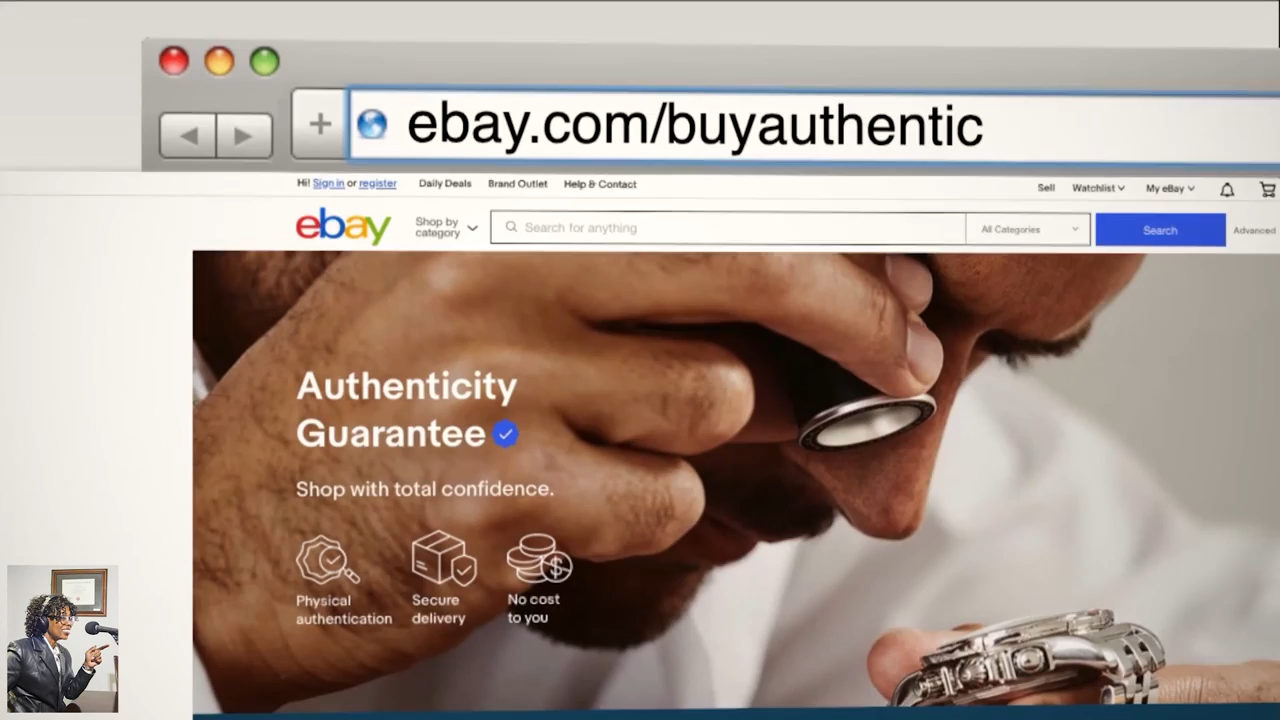 ebay.com/buyauthentic
Hi! Sign in or register Daily Deals Brand Outlet Help & Contact Sell Watchlist My eBay
ebay Shop by category Search for anything All Categories Search Advanced
Authenticity
Guarantee
Shop with total confidence.
Physical
authentication
Secure
delivery
No cost
to you